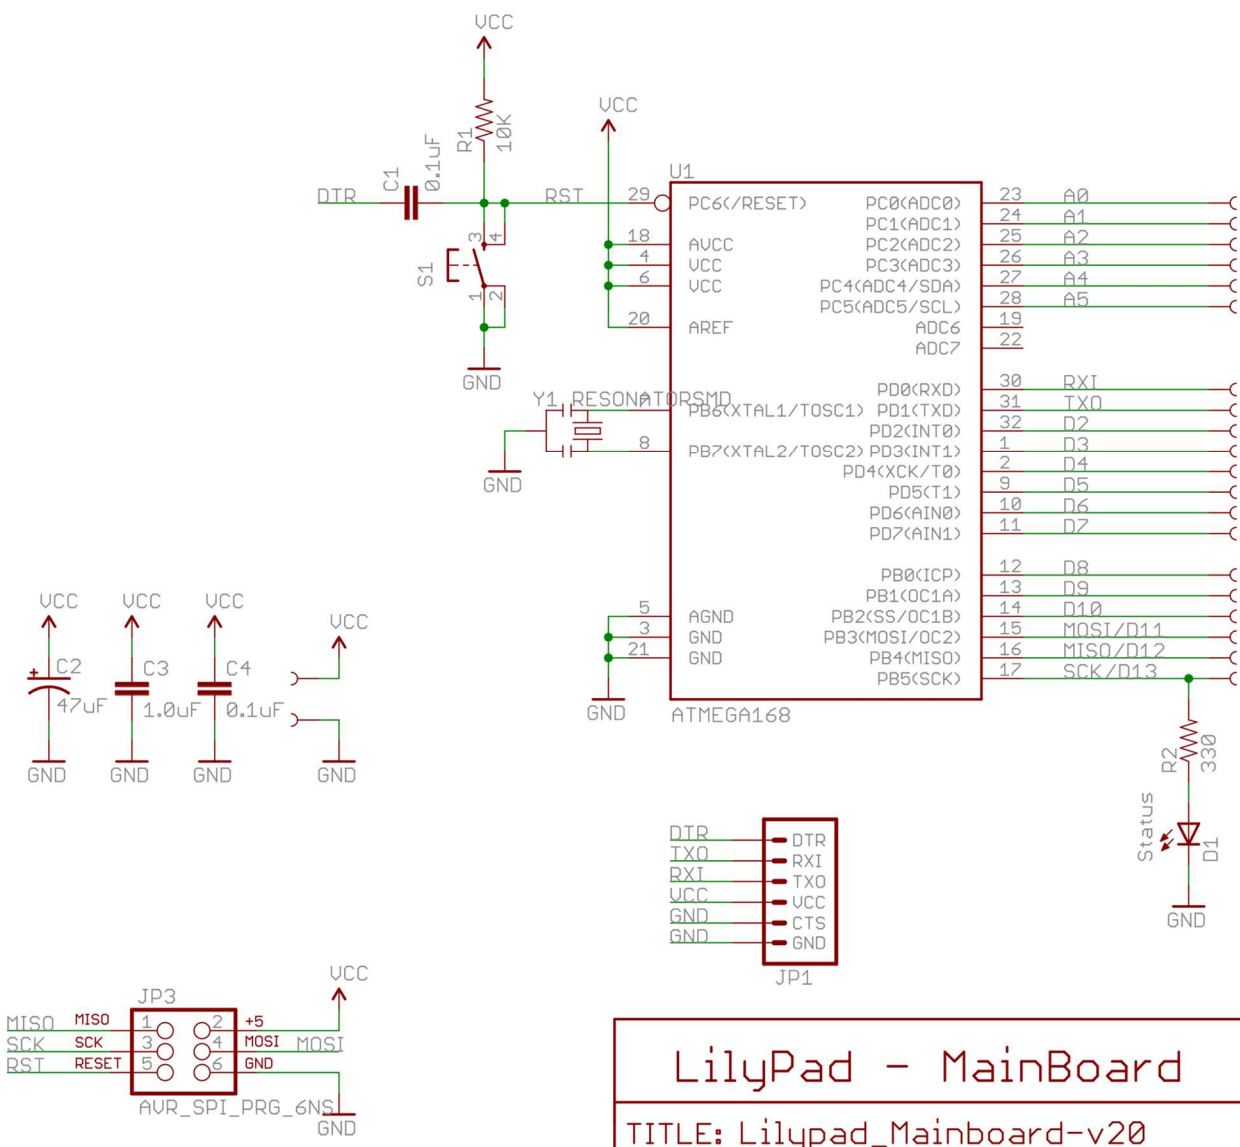 VCC
R1
10K
VCC
C1
0.1uF
DTR
RST
S1
3
4
1
2
GND
U1
29 PC6(/RESET)
18 AVCC
4 VCC
6 VCC
20 AREF
PC0(ADC0) 23 A0
PC1(ADC1) 24 A1
PC2(ADC2) 25 A2
PC3(ADC3) 26 A3
PC4(ADC4/SDA) 27 A4
PC5(ADC5/SCL) 28 A5
ADC6 19
ADC7 22
Y1 RESONATORSMD
7 PB6(XTAL1/TOSC1)
8 PB7(XTAL2/TOSC2)
GND
PD0(RXD) 30 RXI
PD1(TXD) 31 TXO
PD2(INT0) 32 D2
PD3(INT1) 1 D3
PD4(XCK/T0) 2 D4
PD5(T1) 9 D5
PD6(AIN0) 10 D6
PD7(AIN1) 11 D7
PB0(ICP) 12 D8
PB1(OC1A) 13 D9
PB2(SS/OC1B) 14 D10
PB3(MOSI/OC2) 15 MOSI/D11
PB4(MISO) 16 MISO/D12
PB5(SCK) 17 SCK/D13
5 AGND
3 GND
21 GND
GND
ATMEGA168
VCC
VCC
VCC
VCC
+
C2
47uF
C3
1.0uF
C4
0.1uF
GND
GND
GND
GND
R2
330
Status
D1
GND
DTR DTR
TXO RXI
RXI TXO
VCC VCC
GND CTS
GND GND
JP1
VCC
JP3
MISO MISO 1 2 +5
SCK SCK 3 4 MOSI MOSI
RST RESET 5 6 GND
AVR_SPI_PRG_6NS
GND
LilyPad - MainBoard
TITLE: Lilypad_Mainboard-v20